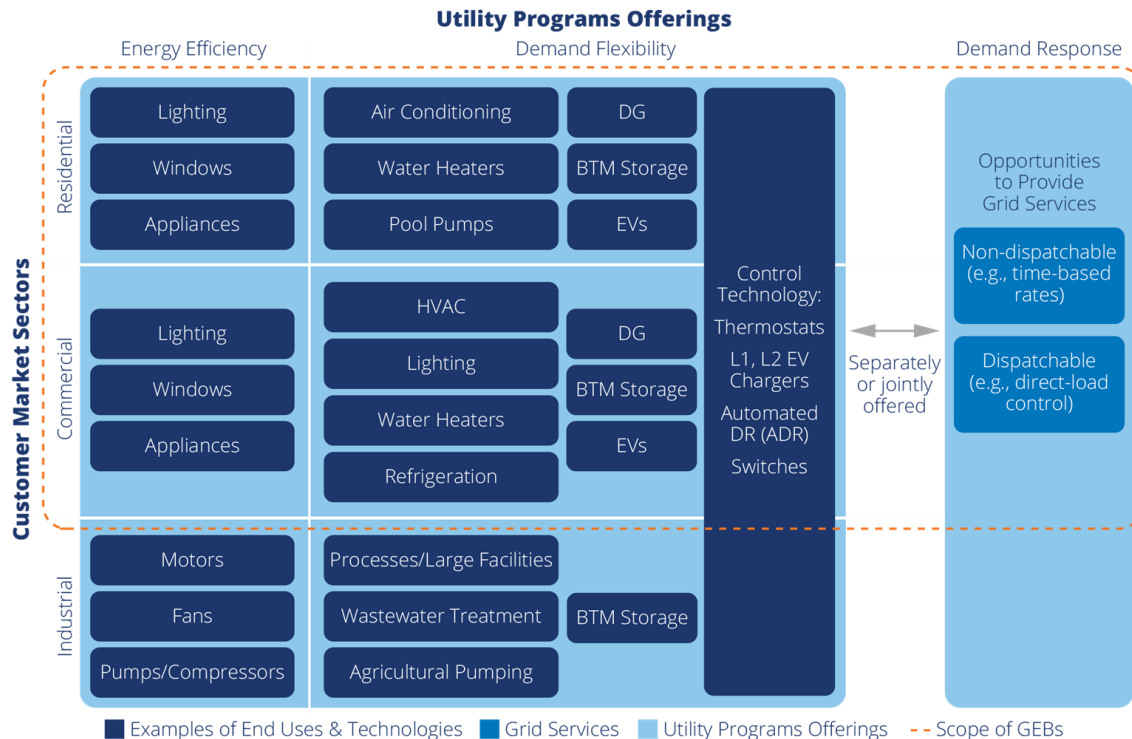 Utility Programs Offerings
Energy Efficiency
Demand Flexibility
Demand Response
Customer Market Sectors
Residential
Lighting
Windows
Appliances
Air Conditioning
Water Heaters
Pool Pumps
DG
BTM Storage
EVs
Commercial
Lighting
Windows
Appliances
HVAC
Lighting
Water Heaters
Refrigeration
DG
BTM Storage
EVs
Industrial
Motors
Fans
Pumps/Compressors
Processes/Large Facilities
Wastewater Treatment
Agricultural Pumping
BTM Storage
Control
Technology:
Thermostats
L1, L2 EV
Chargers
Automated
DR (ADR)
Switches
Separately
or jointly
offered
Opportunities
to Provide
Grid Services
Non-dispatchable
(e.g., time-based
rates)
Dispatchable
(e.g., direct-load
control)
Examples of End Uses & Technologies
Grid Services
Utility Programs Offerings
Scope of GEBs